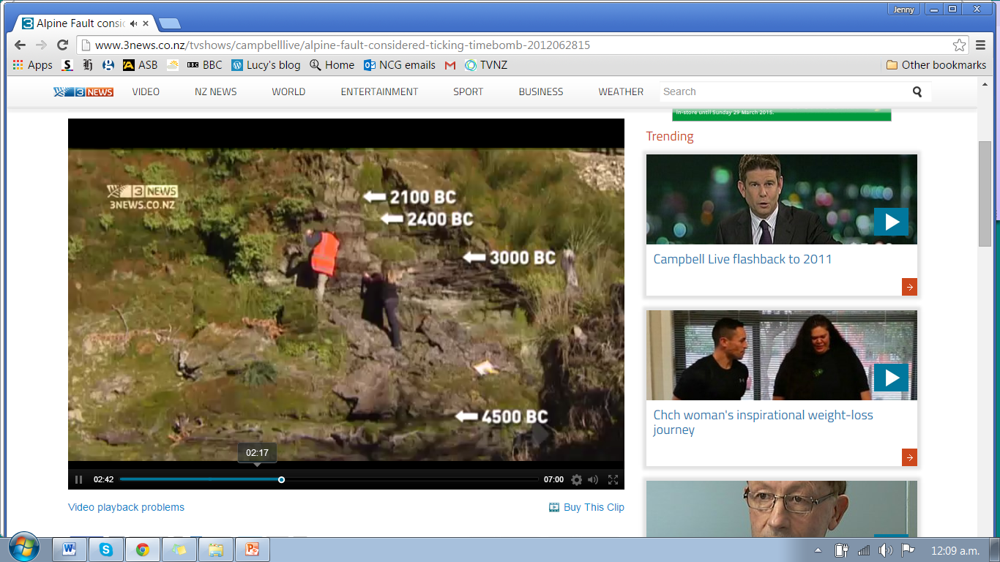 Jenny
Alpine Fault consi
www.3news.co.nz/tvshows/campbelllive/alpine-fault-considered-ticking-timebomb-2012062815
Apps
ASB
BBC
Lucy's blog
Home
NCG emails
TVNZ
Other bookmarks
3 NEWS
VIDEO
NZ NEWS
WORLD
ENTERTAINMENT
SPORT
BUSINESS
WEATHER
Search
in-store until Sunday 29 March 2015.
3 NEWS
3NEWS.CO.NZ
2100 BC
2400 BC
3000 BC
4500 BC
02:17
02:42
07:00
Video playback problems
Buy This Clip
Trending
Campbell Live flashback to 2011
Chch woman's inspirational weight-loss
journey
12:09 a.m.